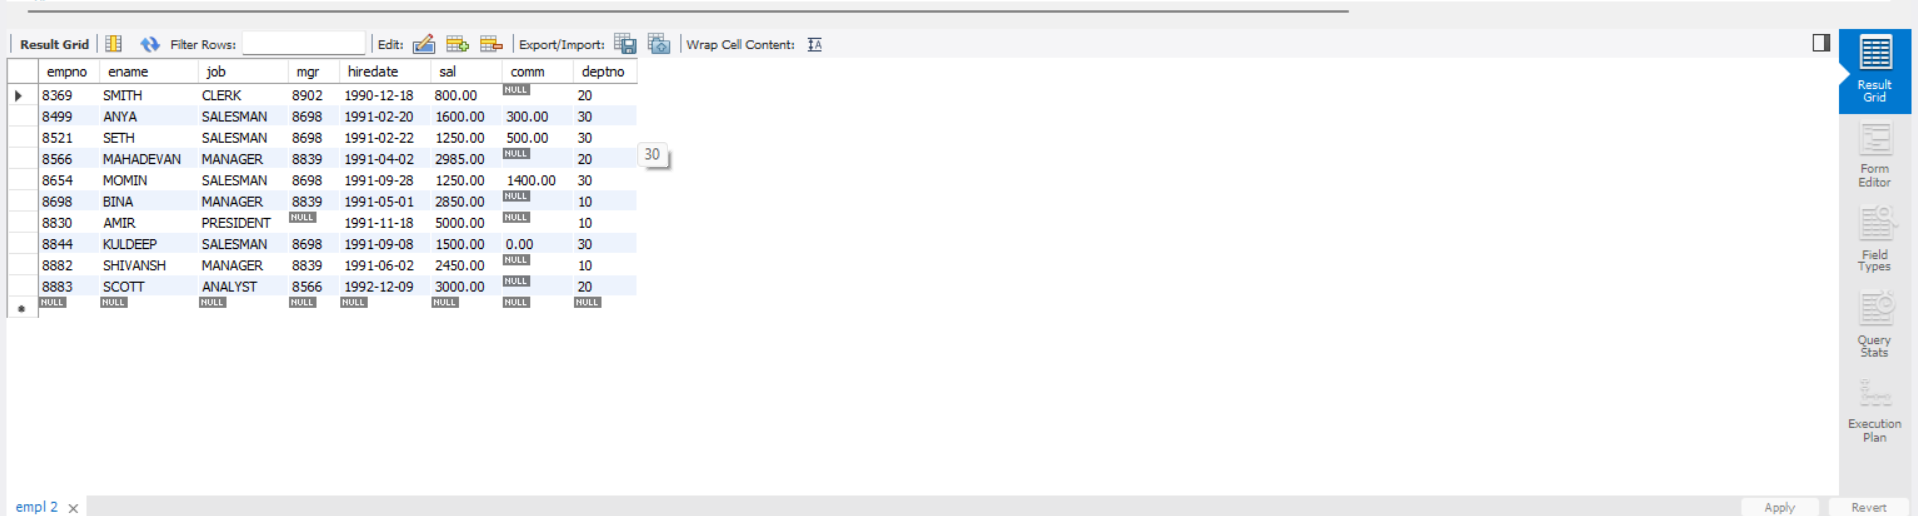 Result Grid Filter Rows: Edit: Export/Import: Wrap Cell Content:
empno ename job mgr hiredate sal comm deptno
8369 SMITH CLERK 8902 1990-12-18 800.00 NULL 20
8499 ANYA SALESMAN 8698 1991-02-20 1600.00 300.00 30
8521 SETH SALESMAN 8698 1991-02-22 1250.00 500.00 30
8566 MAHADEVAN MANAGER 8839 1991-04-02 2985.00 NULL 20
30
8654 MOMIN SALESMAN 8698 1991-09-28 1250.00 1400.00 30
8698 BINA MANAGER 8839 1991-05-01 2850.00 NULL 10
8830 AMIR PRESIDENT NULL 1991-11-18 5000.00 NULL 10
8844 KULDEEP SALESMAN 8698 1991-09-08 1500.00 0.00 30
8882 SHIVANSH MANAGER 8839 1991-06-02 2450.00 NULL 10
8883 SCOTT ANALYST 8566 1992-12-09 3000.00 NULL 20
NULL NULL NULL NULL NULL NULL NULL NULL
Result
Grid
Form
Editor
Field
Types
Query
Stats
Execution
Plan
empl 2
Apply Revert